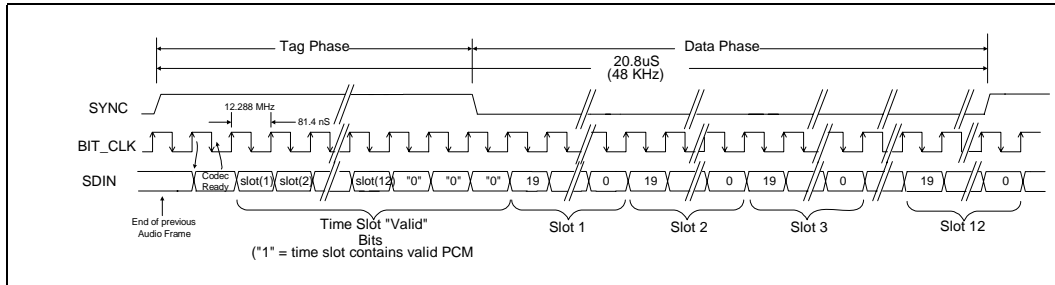 Tag Phase
Data Phase
20.8uS
(48 KHz)
SYNC
12.288 MHz
81.4 nS
BIT_CLK
SDIN
Codec
Ready
slot(1)
slot(2)
slot(12)
"0"
"0"
"0"
19
0
19
0
19
0
19
0
End of previous
Audio Frame
Time Slot "Valid"
Bits
("1" = time slot contains valid PCM
Slot 1
Slot 2
Slot 3
Slot 12